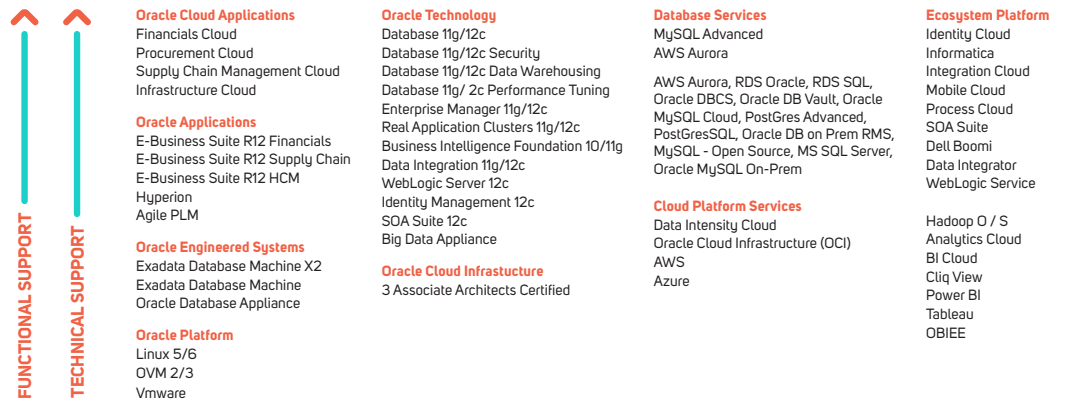 FUNCTIONAL SUPPORT
TECHNICAL SUPPORT
Oracle Cloud Applications
Financials Cloud
Procurement Cloud
Supply Chain Management Cloud
Infrastructure Cloud
Oracle Applications
E-Business Suite R12 Financials
E-Business Suite R12 Supply Chain
E-Business Suite R12 HCM
Hyperion
Agile PLM
Oracle Engineered Systems
Exadata Database Machine X2
Exadata Database Machine
Oracle Database Appliance
Oracle Platform
Linux 5/6
OVM 2/3
Vmware
Oracle Technology
Database 11g/12c
Database 11g/12c Security
Database 11g/12c Data Warehousing
Database 11g/ 2c Performance Tuning
Enterprise Manager 11g/12c
Real Application Clusters 11g/12c
Business Intelligence Foundation 10/11g
Data Integration 11g/12c
WebLogic Server 12c
Identity Management 12c
SOA Suite 12c
Big Data Appliance
Oracle Cloud Infrastucture
3 Associate Architects Certified
Database Services
MySQL Advanced
AWS Aurora
AWS Aurora, RDS Oracle, RDS SQL,
Oracle DBCS, Oracle DB Vault, Oracle
MySQL Cloud, PostGres Advanced,
PostGresSQL, Oracle DB on Prem RMS,
MySQL - Open Source, MS SQL Server,
Oracle MySQL On-Prem
Cloud Platform Services
Data Intensity Cloud
Oracle Cloud Infrastructure (OCI)
AWS
Azure
Ecosystem Platform
Identity Cloud
Informatica
Integration Cloud
Mobile Cloud
Process Cloud
SOA Suite
Dell Boomi
Data Integrator
WebLogic Service
Hadoop O / S
Analytics Cloud
BI Cloud
Cliq View
Power BI
Tableau
OBIEE